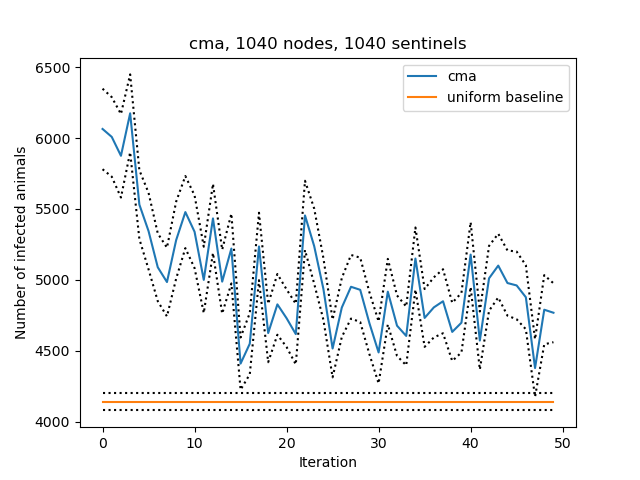 cma, 1040 nodes, 1040 sentinels
cma
uniform baseline
Number of infected animals
6500
6000
5500
5000
4500
4000
0 10 20 30 40 50
Iteration